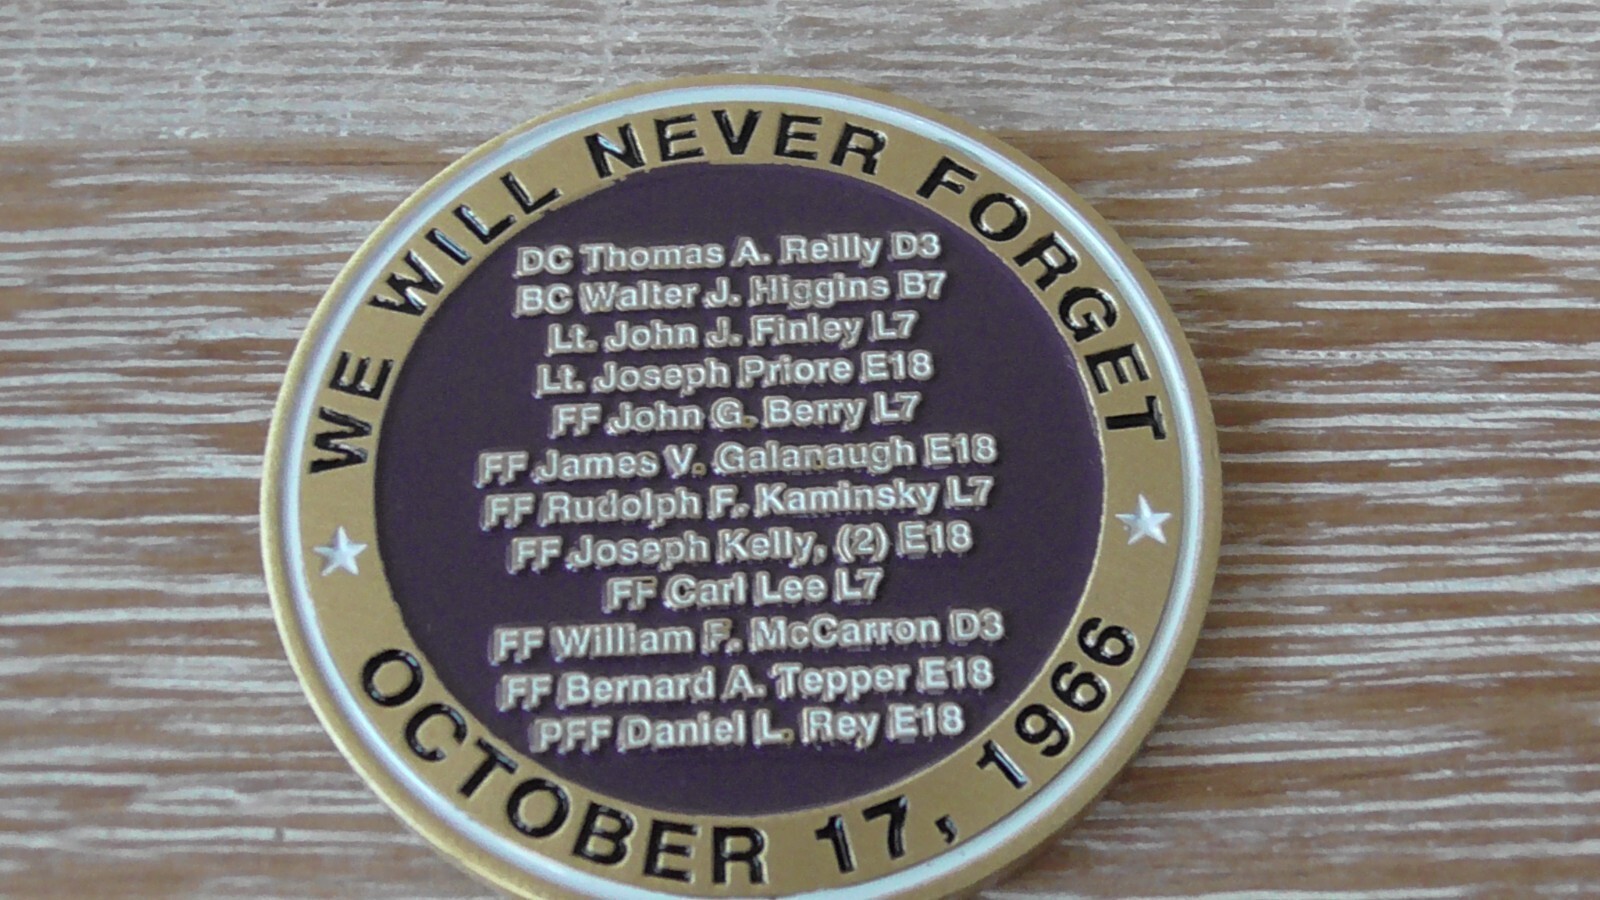 WE WILL NEVER FORGET
DC Thomas A. Reilly D3
BC Walter J. Higgins B7
Lt. John J. Finley L7
Lt. Joseph Priore E18
FF John G. Berry L7
FF James V. Galanaugh E18
FF Rudolph F. Kaminsky L7
FF Joseph Kelly, (2) E18
FF Carl Lee L7
FF William F. McCarron D3
FF Bernard A. Tepper E18
PFF Daniel L. Rey E18
OCTOBER 17, 1966